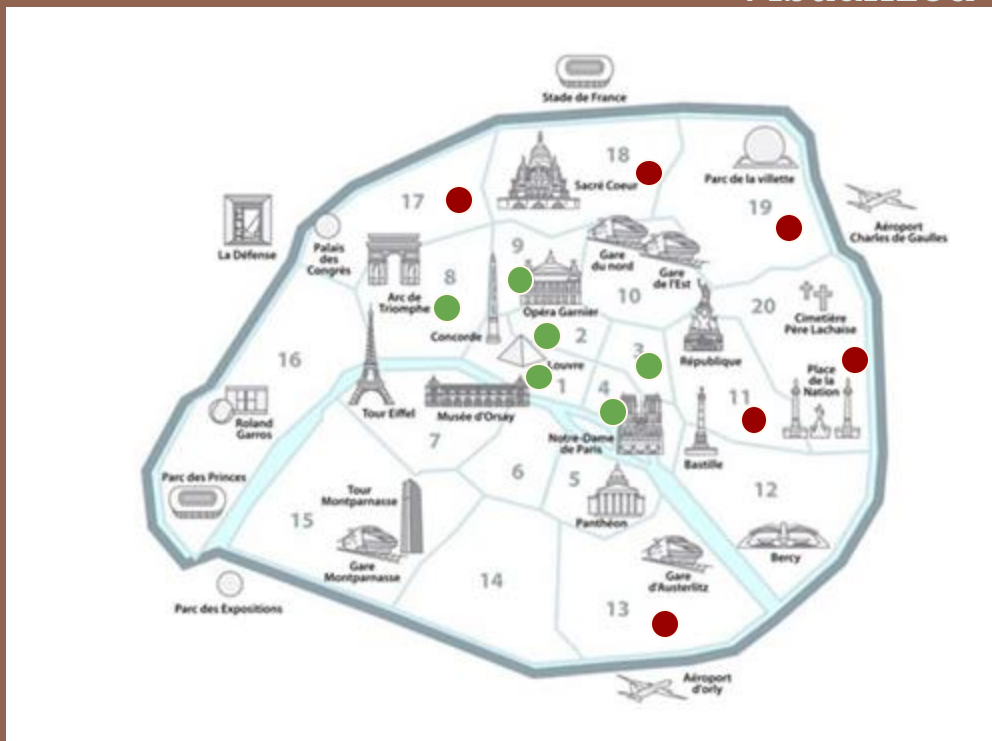 Stade de France
18
Sacré Coeur
Parc de la villette
17
19
Aéroport
Charles de Gaulles
La Défense
Palais
des
Congrès
9
Gare
du nord
Gare
de l'Est
8
Arc de
Triomphe
10
20
Cimetière
Père Lachaise
Opéra Garnier
Concorde
2
3
République
16
Louvre
1
4
Place
de la
Nation
11
Tour Eiffel
Musée d'Orsay
Roland
Garros
7
Notre-Dame
de Paris
Bastille
6
5
12
Parc des Princes
Tour
Montparnasse
15
Panthéon
Bercy
Gare
Montparnasse
14
Gare
d'Austerlitz
13
Parc des Expositions
Aéroport
d'orly